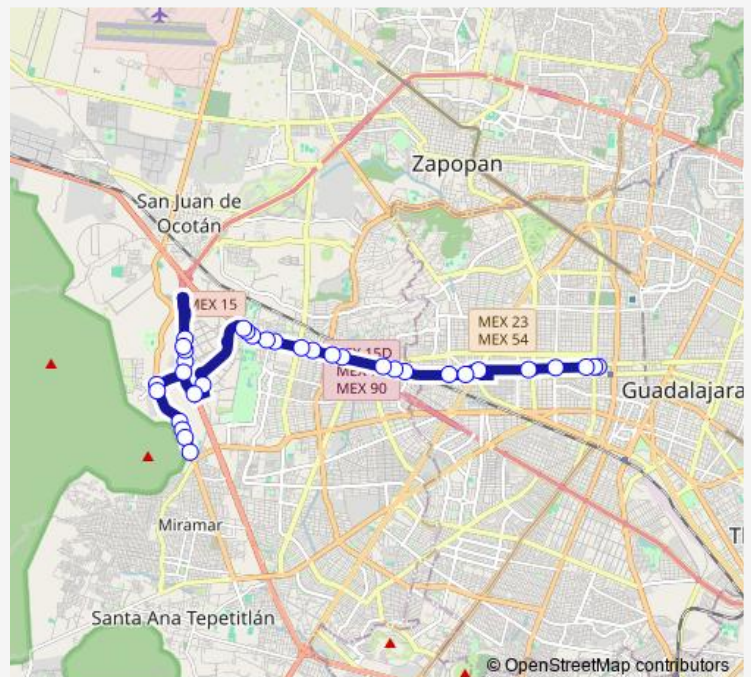 Zapopan
San Juan de
Ocotán
MEX 15
MEX 23
MEX 54
MEX 90
Guadalajara
Miramar
Santa Ana Tepetitlán
© OpenStreetMap contributors